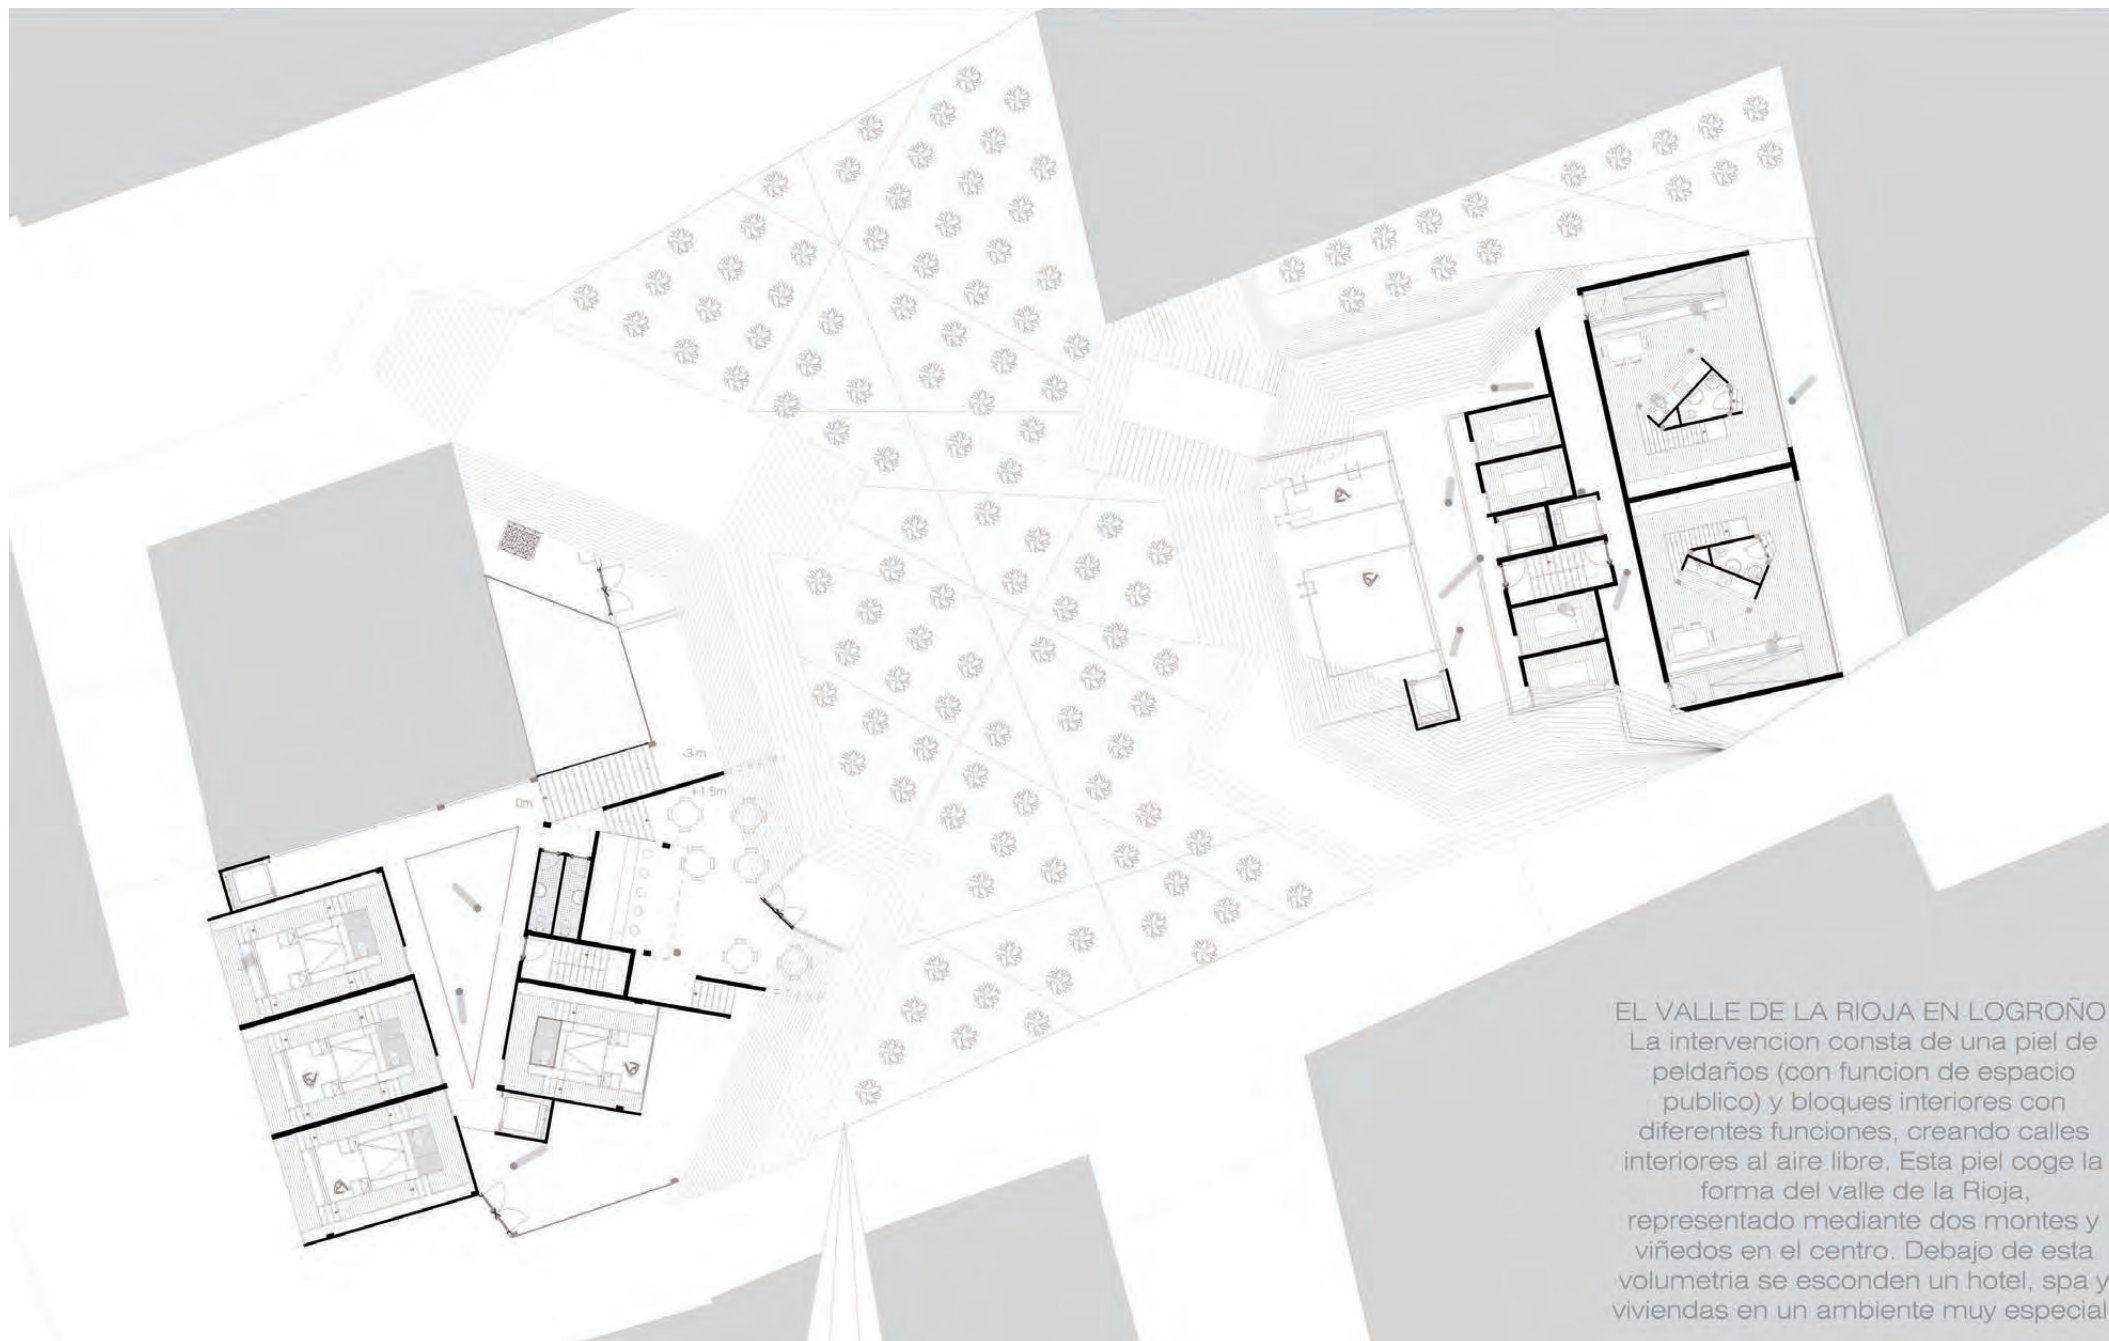 -3 m
0m
+1.5m
EL VALLE DE LA RIOJA EN LOGROÑO
La intervencion consta de una piel de
peldaños (con funcion de espacio
publico) y bloques interiores con
diferentes funciones, creando calles
interiores al aire libre. Esta piel coge la
forma del valle de la Rioja,
representado mediante dos montes y
viñedos en el centro. Debajo de esta
volumetria se esconden un hotel, spa y
viviendas en un ambiente muy especial